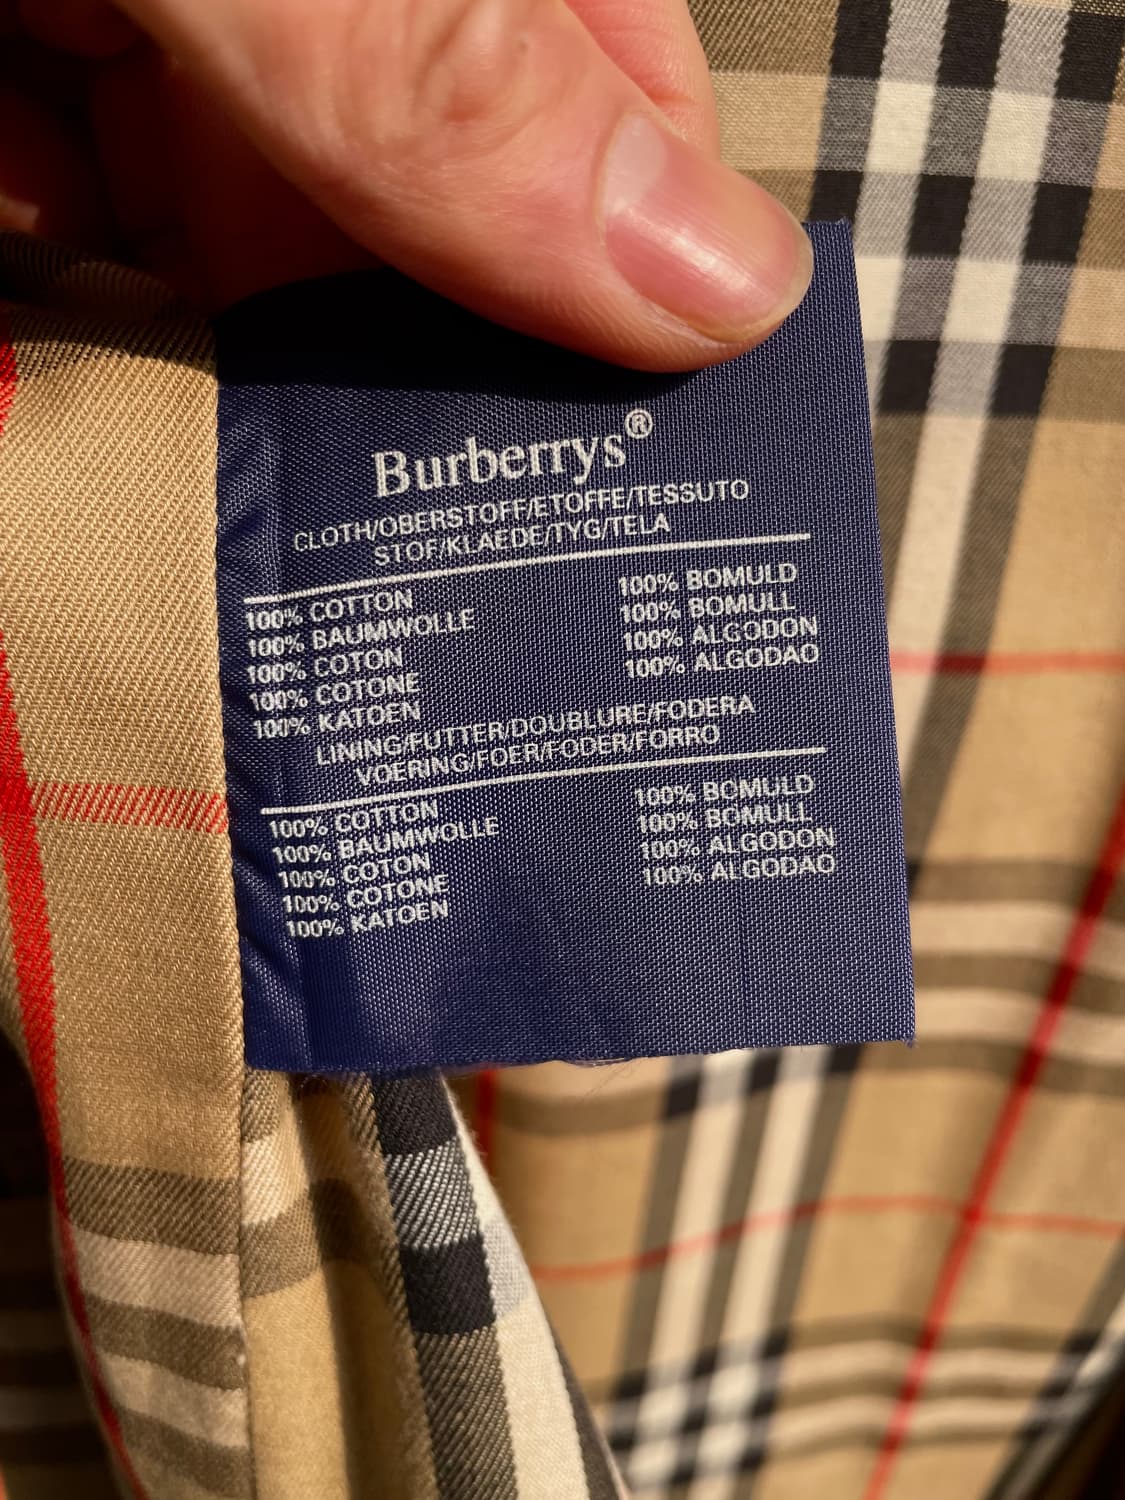 Burberrys®
CLOTH/OBERSTOFF/ETOFFE/TESSUTO
STOF/KLAEDE/TYG/TELA
100% COTTON
100% BAUMWOLLE
100% COTON
100% COTONE
100% KATOEN
100% BOMULD
100% BOMULL
100% ALGODON
100% ALGODAO
LINING/FUTTER/DOUBLURE/FODERA
VOERING/FOER/FODER/FORRO
100% COTTON
100% BAUMWOLLE
100% COTON
100% COTONE
100% KATOEN
100% BOMULD
100% BOMULL
100% ALGODON
100% ALGODAO